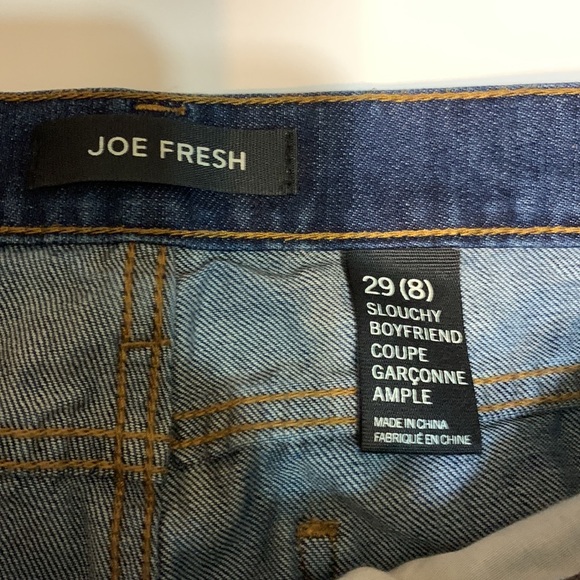 JOE FRESH
29 (8)
SLOUCHY
BOYFRIEND
COUPE
GARÇONNE
AMPLE
MADE IN CHINA
FABRIQUÉ EN CHINE